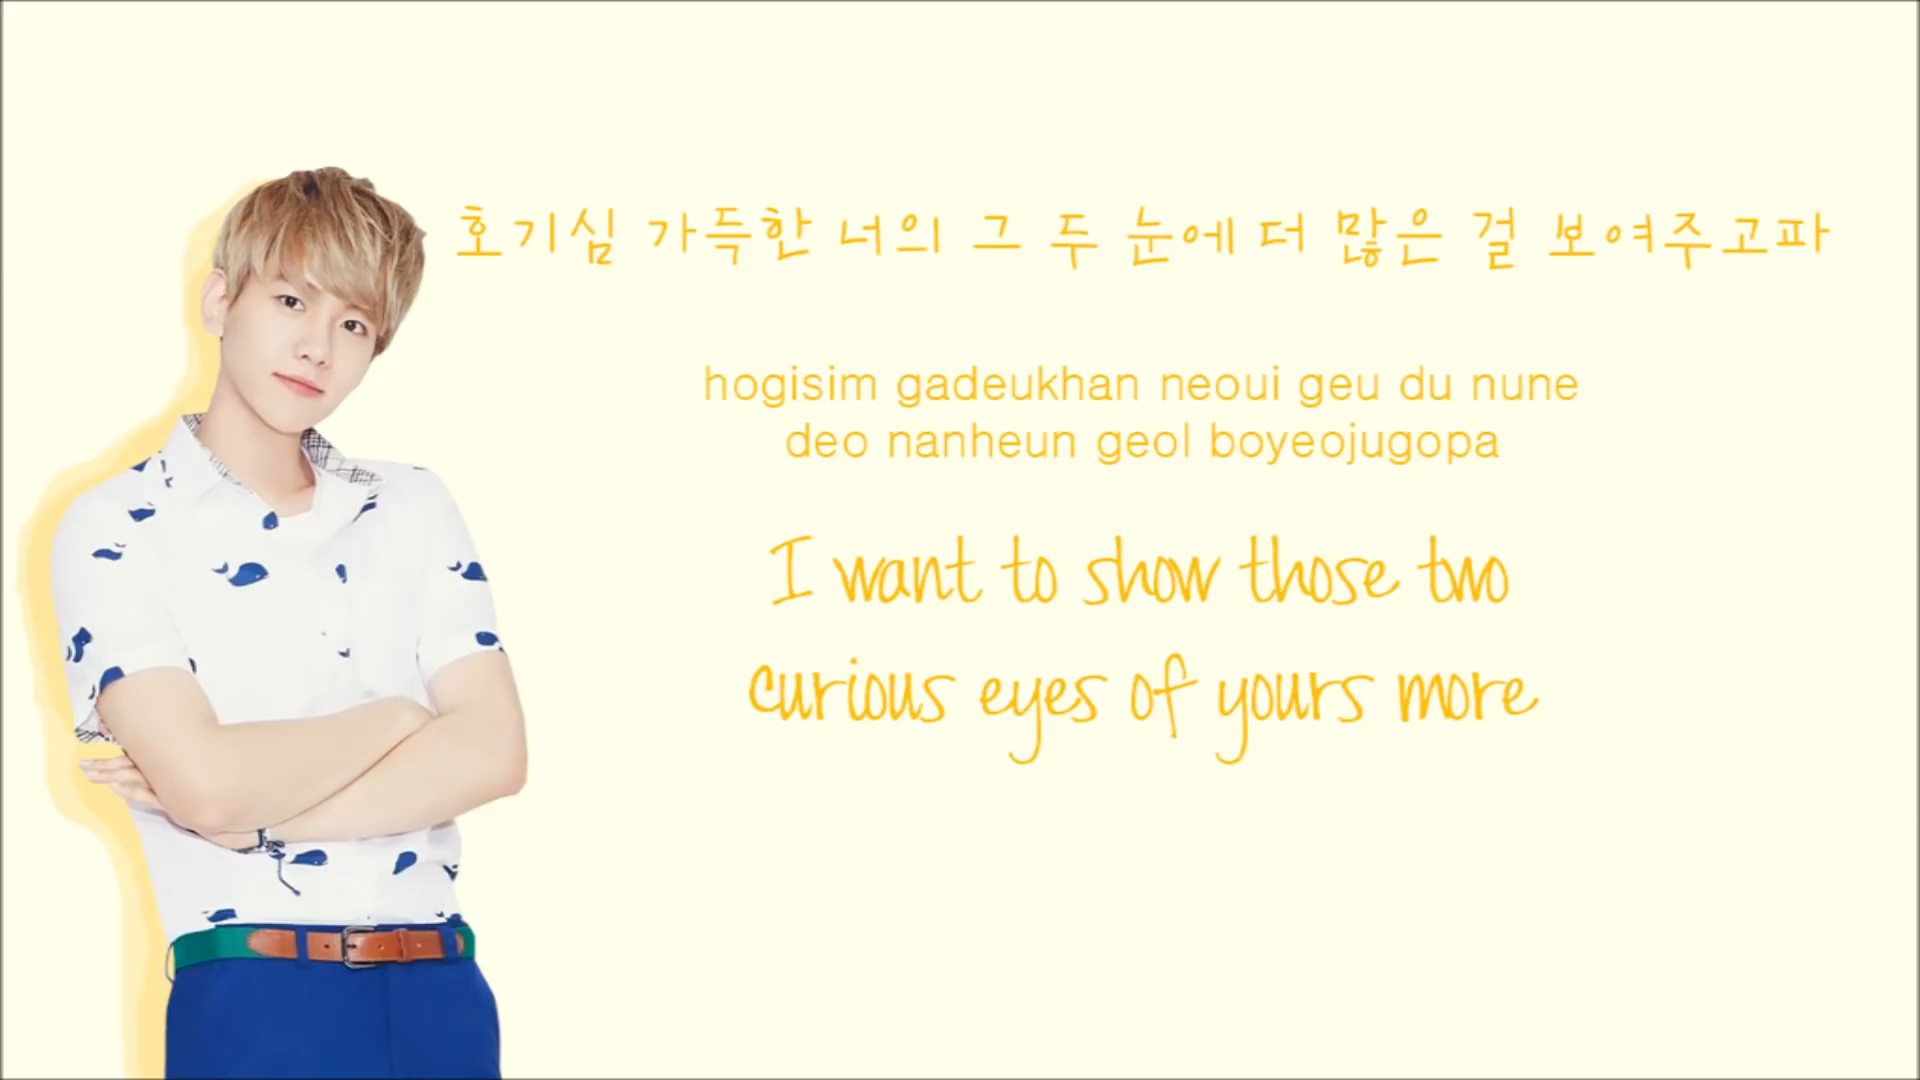 호기심 가득한 너의 그 두 눈에 더 많은 걸 보여주고파
hogisim gadeukhan neoui geu du nune
deo nanheun geol boyeojugopa
I want to show those two
curious eyes of yours more